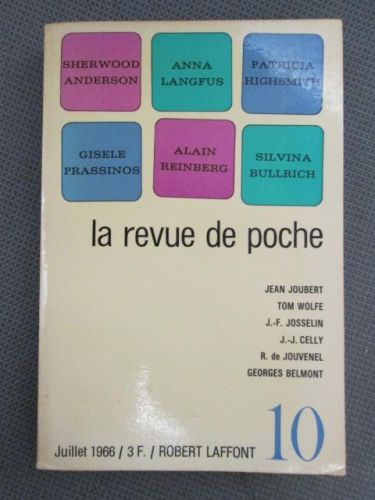 SHERWOOD
ANDERSON
ANNA
LANGFUS
PATRICIA
HIGHSMITH
GISELE
PRASSINOS
ALAIN
REINBERG
SILVINA
BULLRICH
la revue de poche
JEAN JOUBERT
TOM WOLFE
J.-F. JOSSELIN
J.-J. CELLY
R. de JOUVENEL
GEORGES BELMONT
10
Juillet 1966 / 3 F. / ROBERT LAFFONT